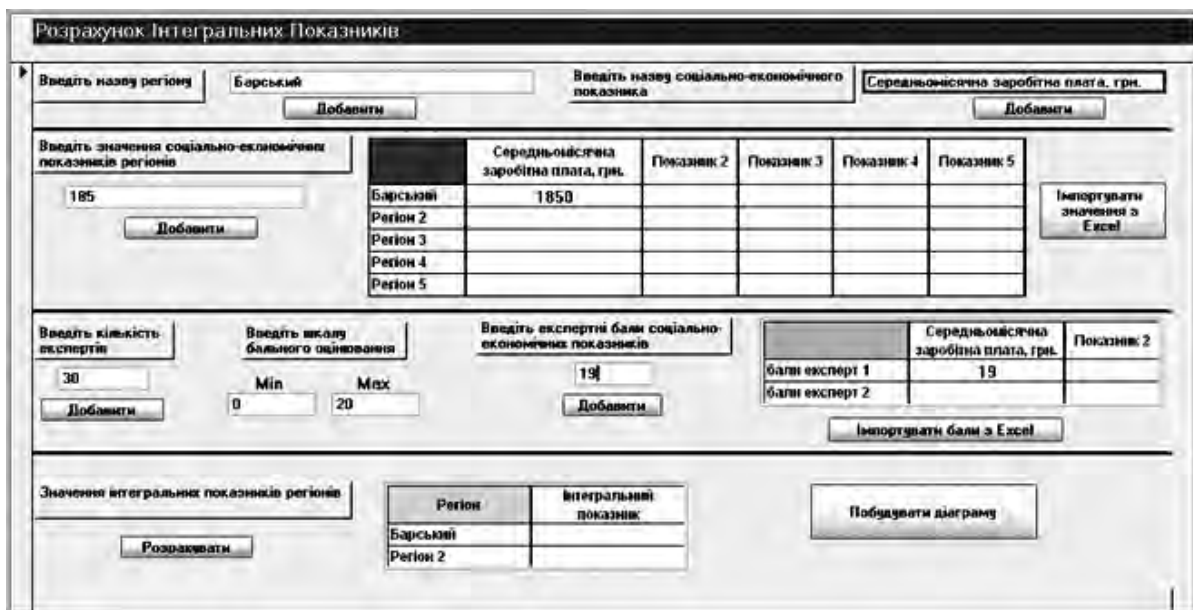 Розрахунок Інтегральних Показників
Введіть назву регіону
Барський
Добавити
Введіть назву соціально-економічного
показника
Середньомісячна заробітна плата, грн.
Добавити
Введіть значення соціально-економічних
показників регіонів
185
Добавити
Середньомісячна
заробітна плата, грн.
Показник 2
Показник 3
Показник 4
Показник 5
Барський
1850
Регіон 2
Регіон 3
Регіон 4
Регіон 5
Імпортувати
значення з
Excel
Введіть кількість
експертів
30
Добавити
Введіть шкалу
бального оцінювання
Min
Max
0
20
Введіть експертні бали соціально-
економічних показників
19
Добавити
Середньомісячна
заробітна плата, грн.
Показник 2
бали експерт 1
19
бали експерт 2
Імпортувати бали з Excel
Значення інтегральних показників регіонів
Розрахувати
Регіон
Інтегральний
показник
Барський
Регіон 2
Побудувати діаграму